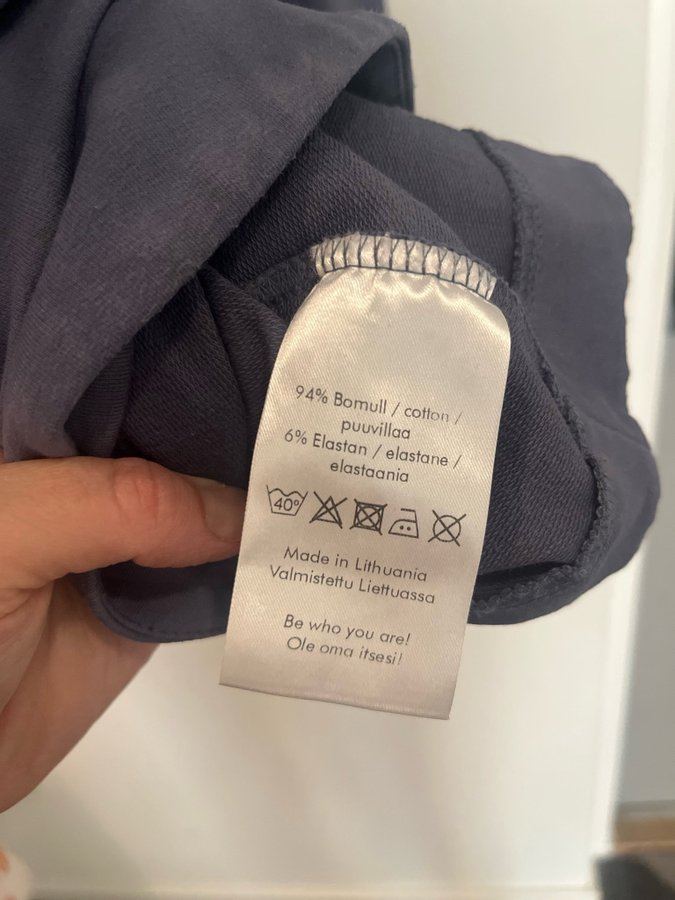 94% Bomull / cotton /
puuvillaa
6% Elastan / elastane /
elastaania
40°
Made in Lithuania
Valmistettu Liettuassa
Be who you are!
Ole oma itsesi!